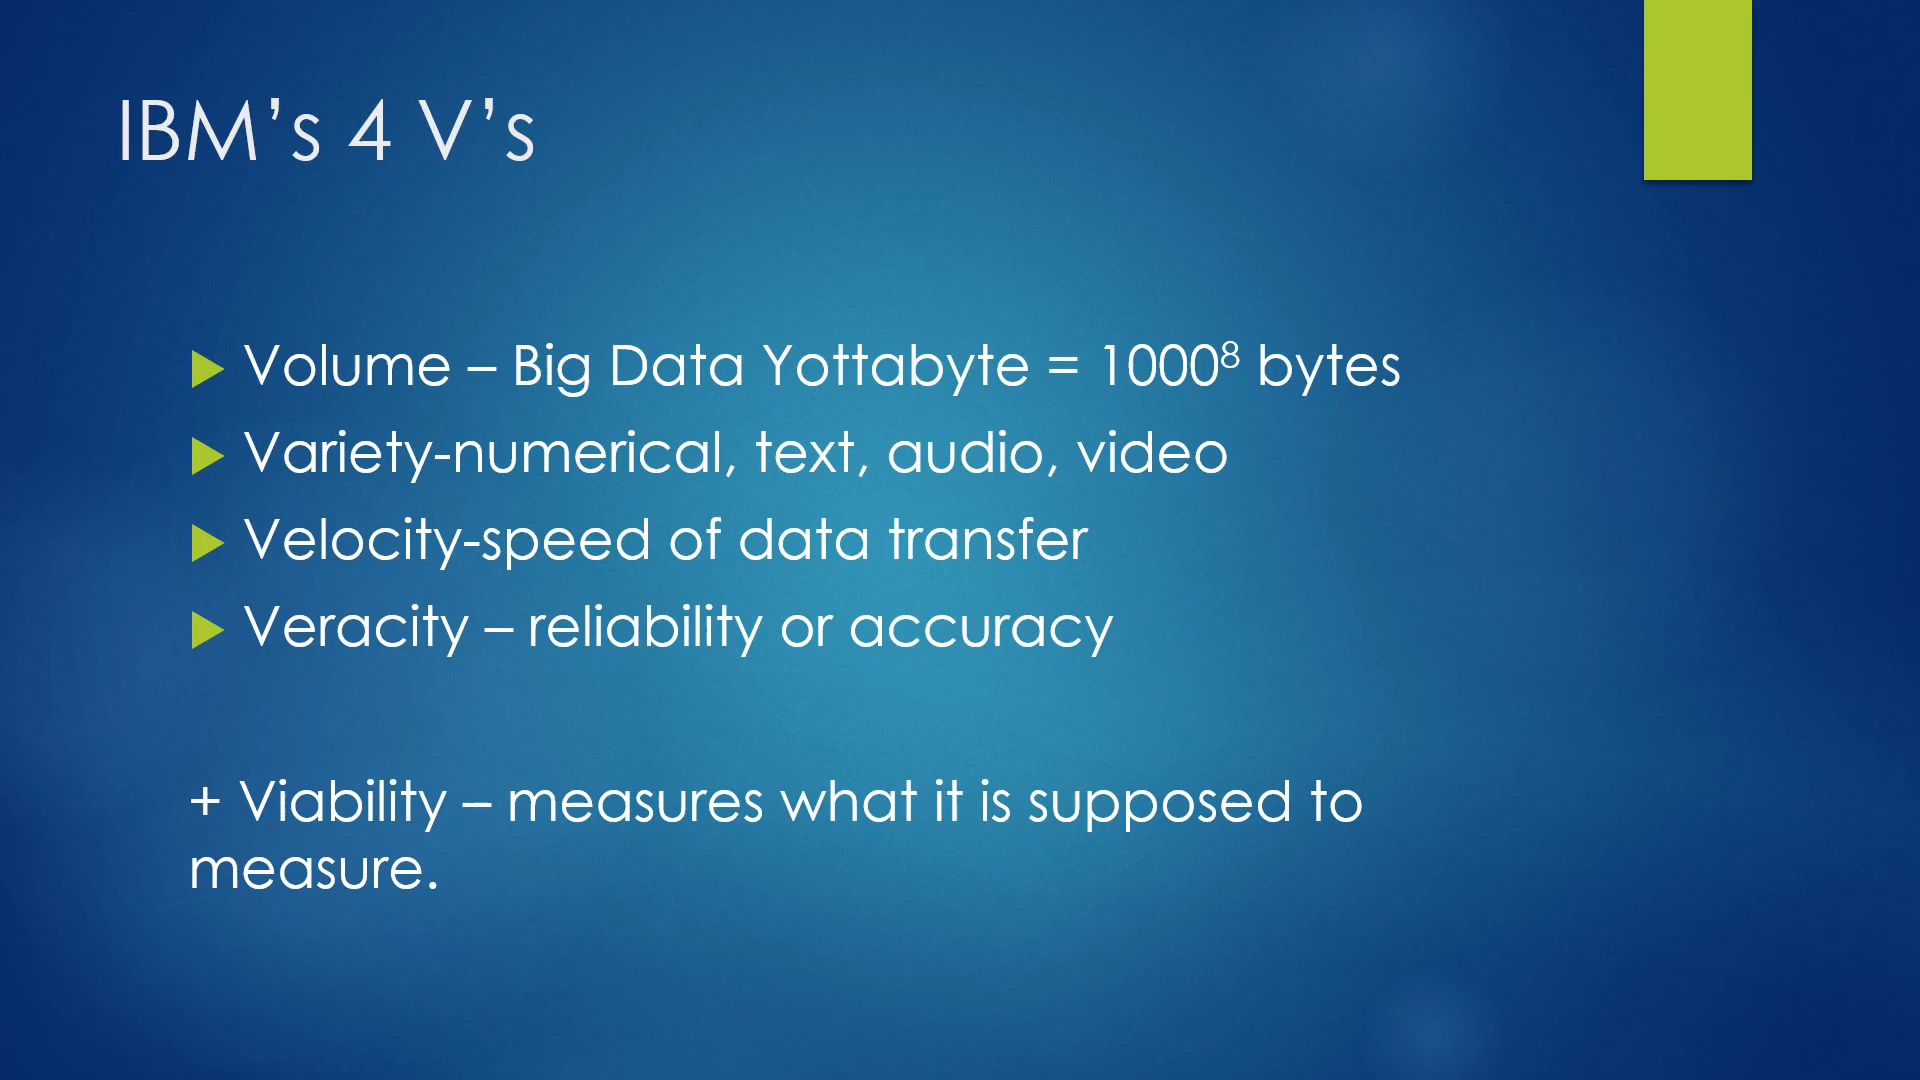 IBM’s 4 V’s
Volume – Big Data Yottabyte = 1000⁸ bytes
Variety-numerical, text, audio, video
Velocity-speed of data transfer
Veracity – reliability or accuracy
+ Viability – measures what it is supposed to
measure.